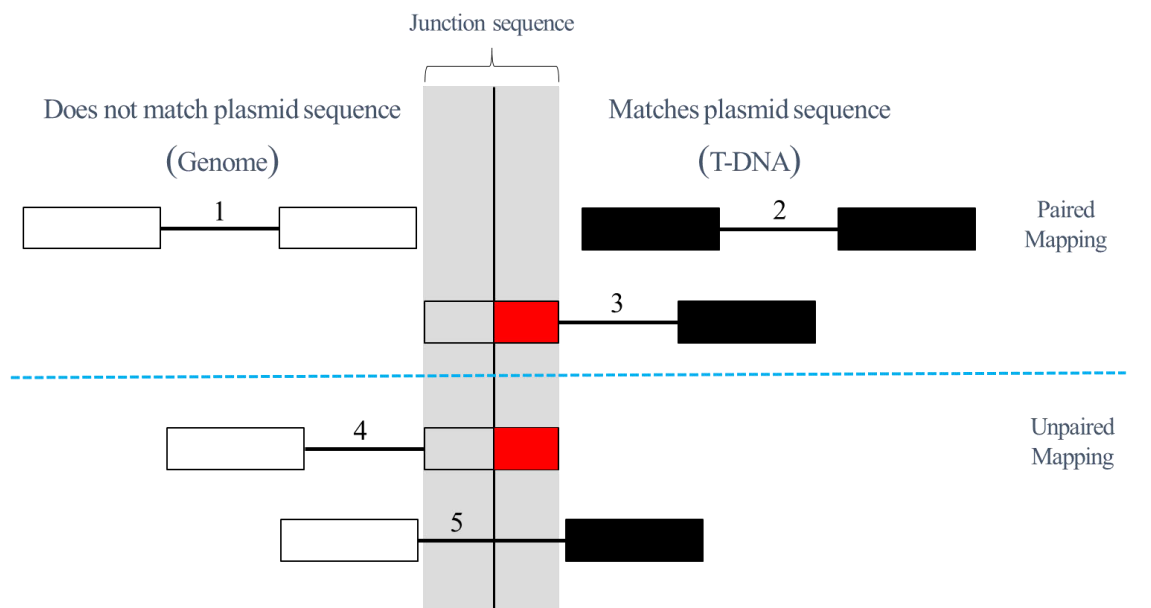 Junction sequence
Does not match plasmid sequence
(Genome)
Matches plasmid sequence
(T-DNA)
1
2
Paired
Mapping
3
4
Unpaired
Mapping
5